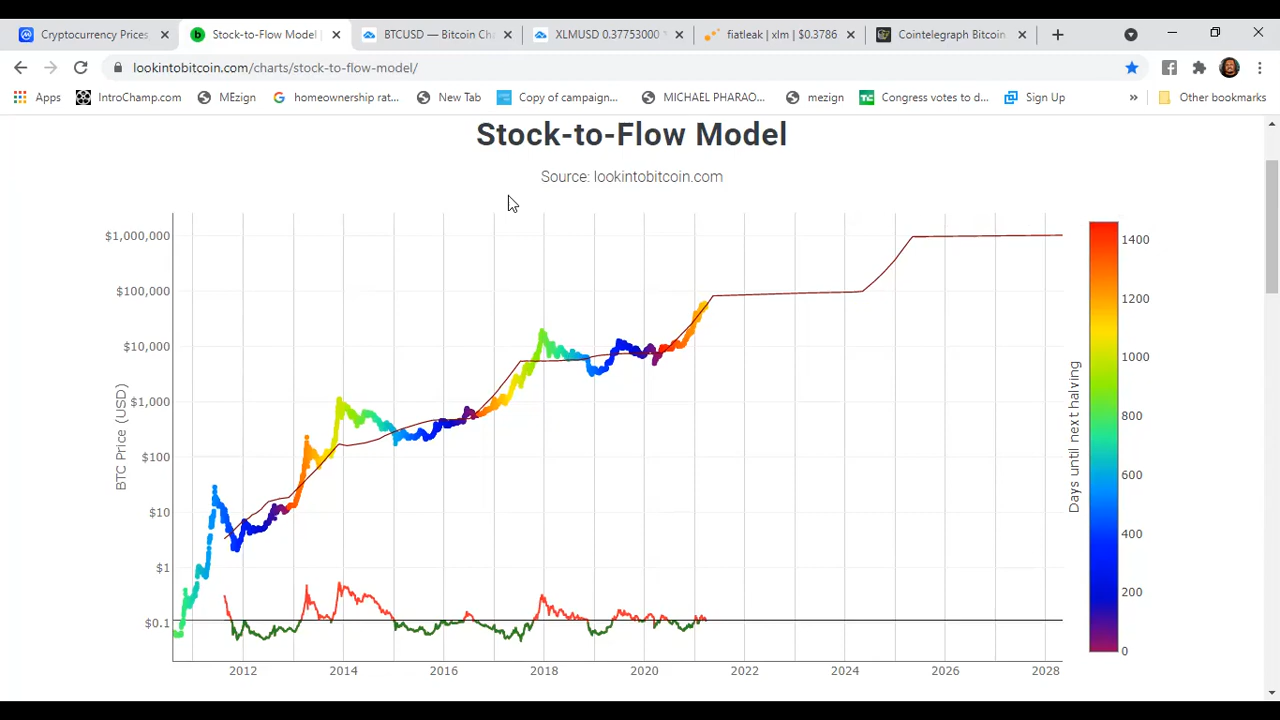 Cryptocurrency Prices
Stock-to-Flow Model |
BTCUSD — Bitcoin Cha
XLMUSD 0.37753000
fiatleak | xlm | $0.3786
Cointelegraph Bitcoin
lookintobitcoin.com/charts/stock-to-flow-model/
Apps
IntroChamp.com
MEzign
homeownership rat...
New Tab
Copy of campaign...
MICHAEL PHARAO...
mezign
Congress votes to d...
Sign Up
»
Other bookmarks
Stock-to-Flow Model
Source: lookintobitcoin.com
BTC Price (USD)
$1,000,000
$100,000
$10,000
$1,000
$100
$10
$1
$0.1
2012
2014
2016
2018
2020
2022
2024
2026
2028
Days until next halving
1400
1200
1000
800
600
400
200
0